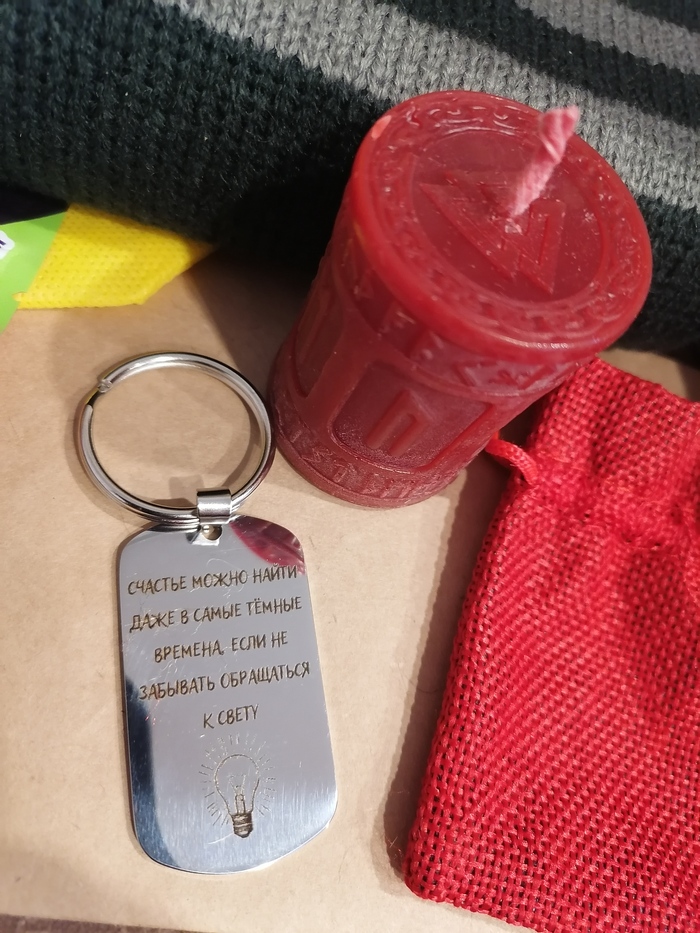 СЧАСТЬЕ МОЖНО НАЙТИ
ДАЖЕ В САМЫЕ ТЁМНЫЕ
ВРЕМЕНА, ЕСЛИ НЕ
ЗАБЫВАТЬ ОБРАЩАТЬСЯ
К СВЕТУ